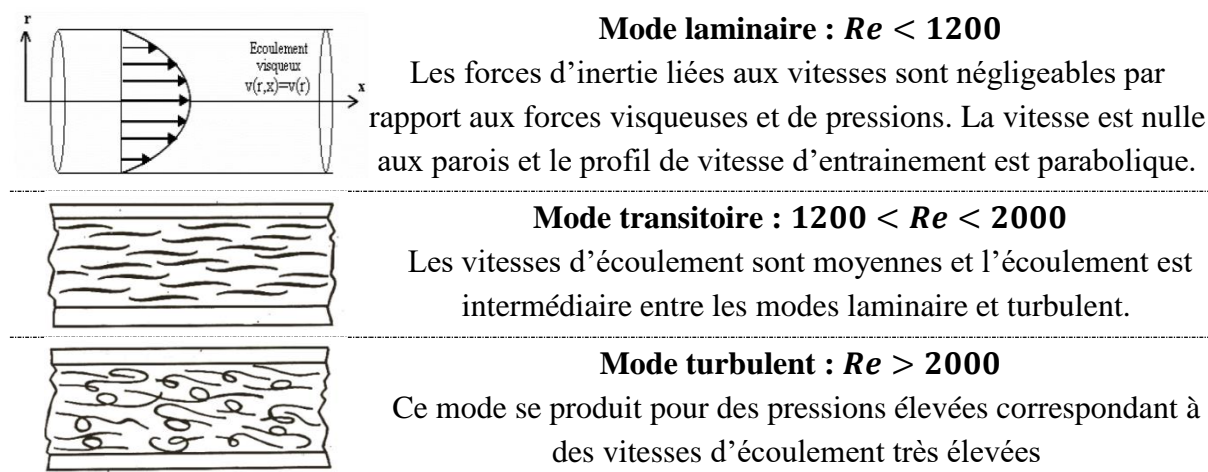 r
Ecoulement
visqueux
v(r,x)=v(r)
x
Mode laminaire : Re < 1200
Les forces d’inertie liées aux vitesses sont négligeables par
rapport aux forces visqueuses et de pressions. La vitesse est nulle
aux parois et le profil de vitesse d’entrainement est parabolique.
Mode transitoire : 1200 < Re < 2000
Les vitesses d’écoulement sont moyennes et l’écoulement est
intermédiaire entre les modes laminaire et turbulent.
Mode turbulent : Re > 2000
Ce mode se produit pour des pressions élevées correspondant à
des vitesses d’écoulement très élevées